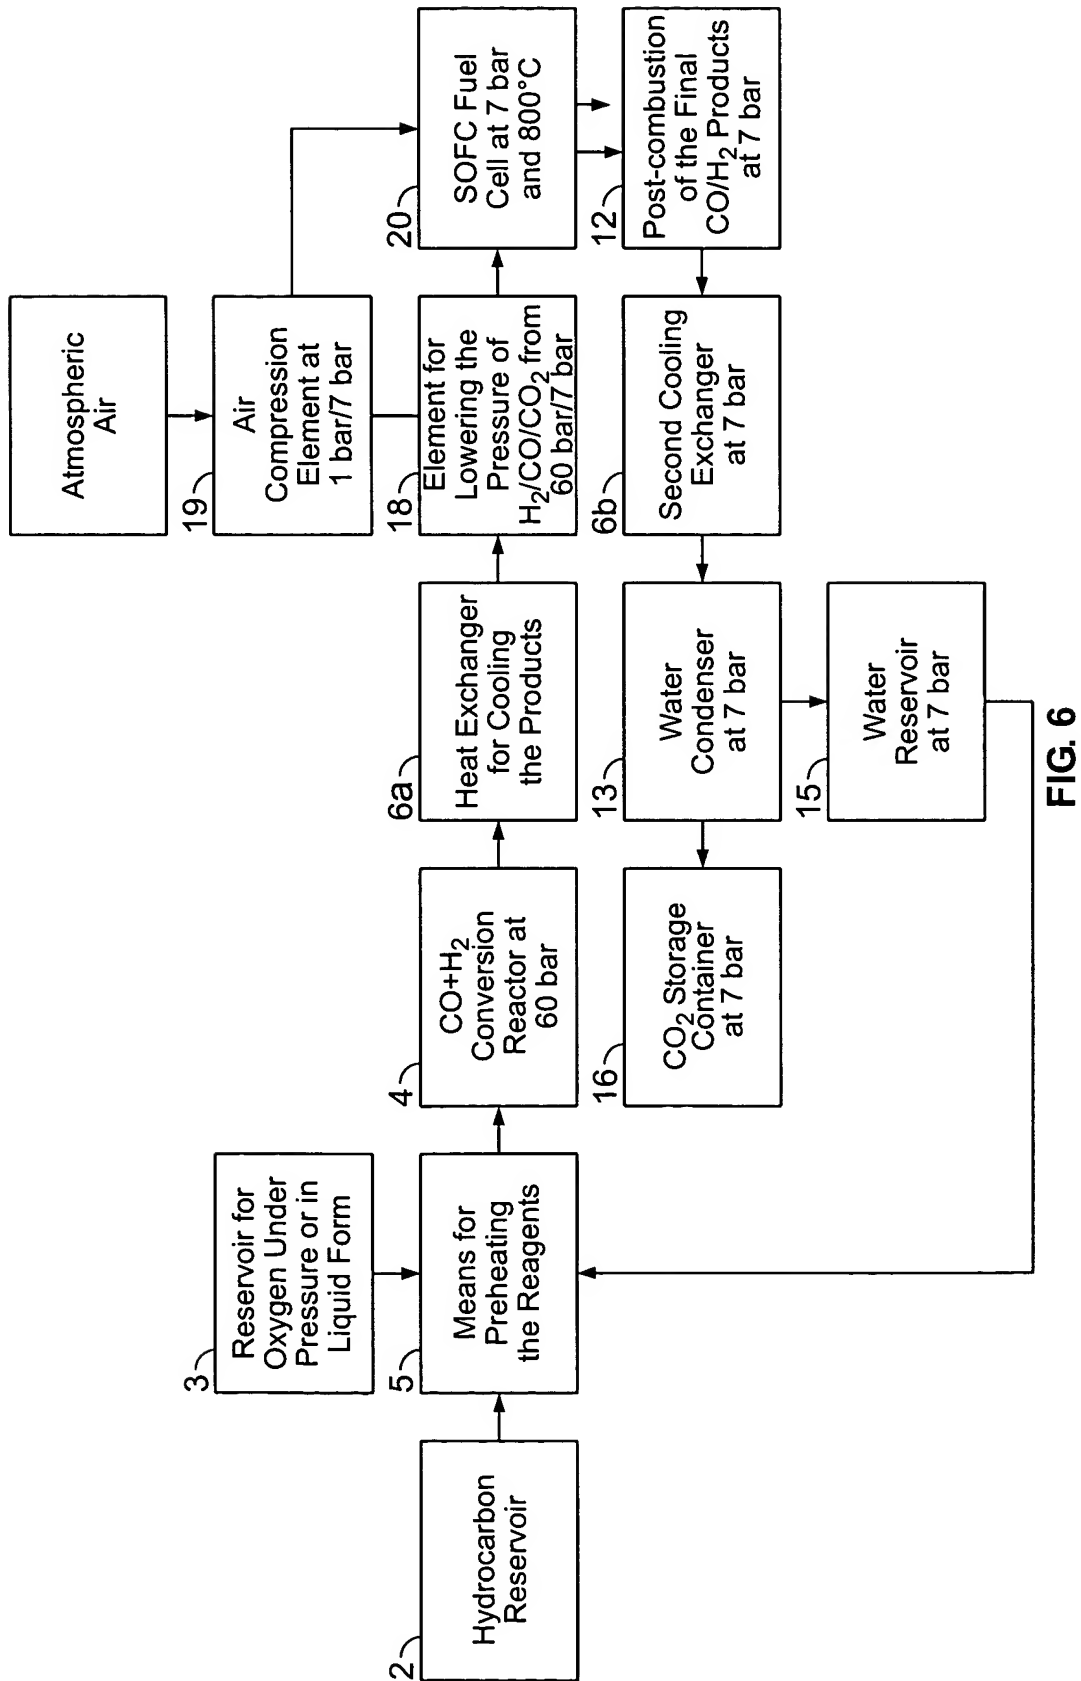 Atmospheric
Air
19
Air
Compression
Element at
1 bar/7 bar
3
Reservoir for
Oxygen Under
Pressure or in
Liquid Form
2
Hydrocarbon
Reservoir
5
Means for
Preheating
the Reagents
4
CO+H2
Conversion
Reactor at
60 bar
6a
Heat Exchanger
for Cooling
the Products
18
Element for
Lowering the
Pressure of
H2/CO/CO2 from
60 bar/7 bar
20
SOFC Fuel
Cell at 7 bar
and 800°C
12
Post-combustion
of the Final
CO/H2 Products
at 7 bar
6b
Second Cooling
Exchanger
at 7 bar
13
Water
Condenser
at 7 bar
16
CO2 Storage
Container
at 7 bar
15
Water
Reservoir
at 7 bar
FIG. 6